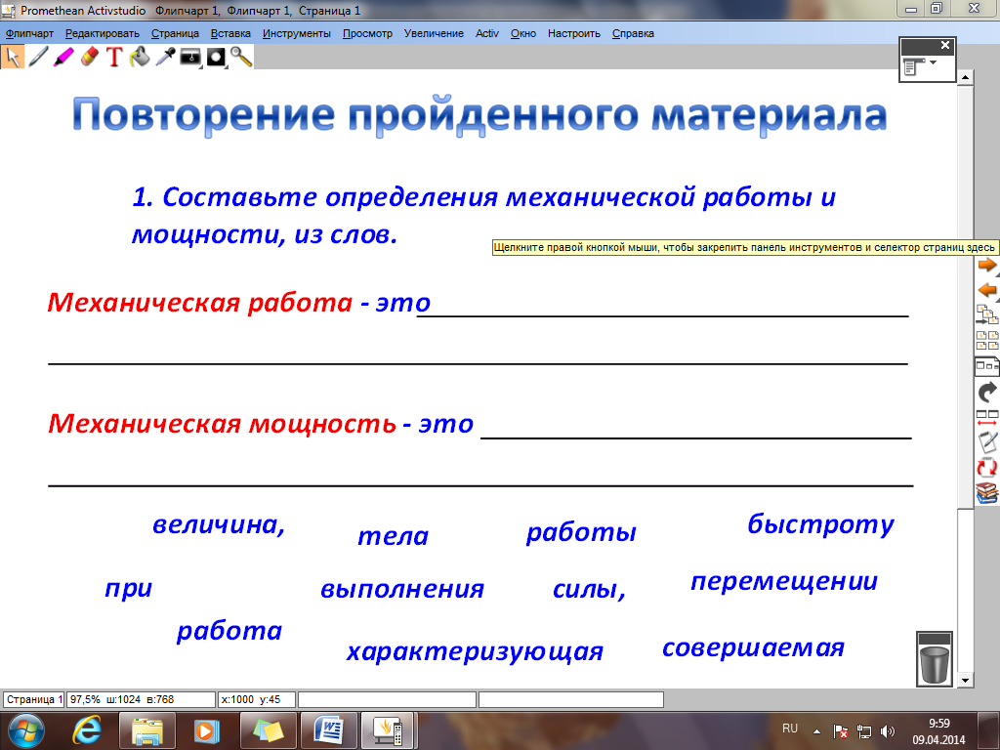 Promethean Activstudio Флипчарт 1, Флипчарт 1, Страница 1
Флипчарт Редактировать Страница Вставка Инструменты Просмотр Увеличение Activ Окно Настроить Справка
Повторение пройденного материала
1. Составьте определения механической работы и
мощности, из слов.
Щелкните правой кнопкой мыши, чтобы закрепить панель инструментов и селектор страниц здесь
Механическая работа - это
Механическая мощность - это
величина, тела работы быстроту
при выполнения силы, перемещении
работа характеризующая совершаемая
Страница 1 97,5% ш:1024 в:768 x:1000 y:45
RU 9:59
09.04.2014